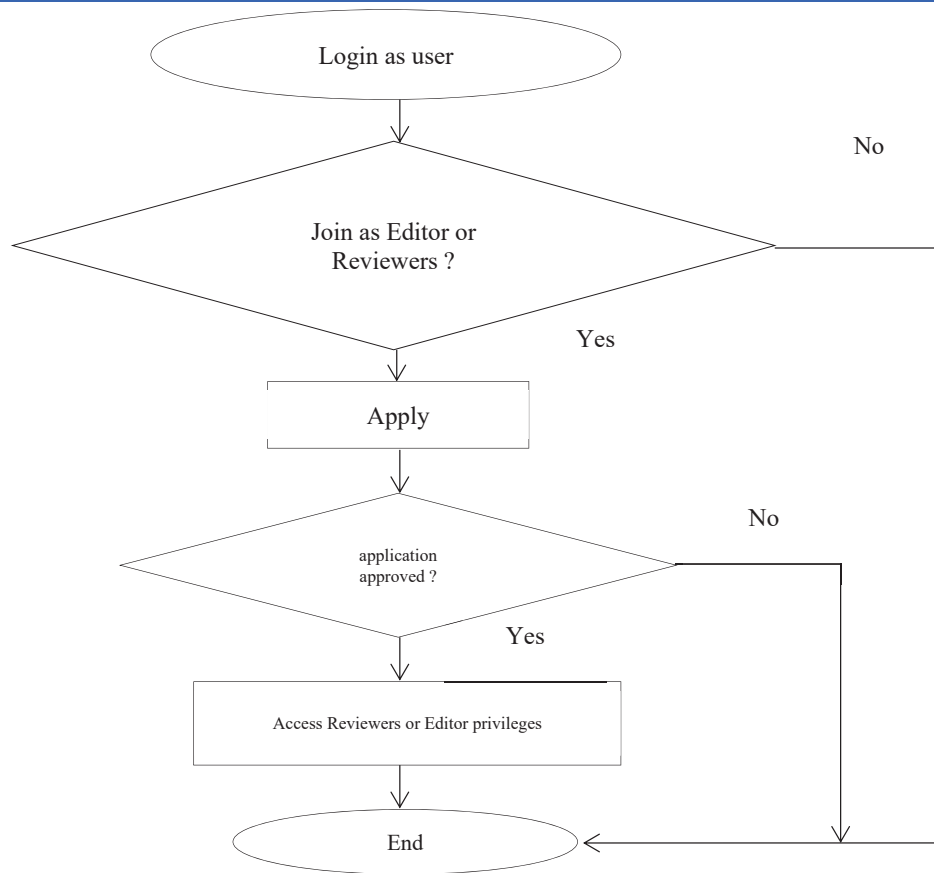 Login as user
No
Join as Editor or
Reviewers ?
Yes
Apply
No
application
approved ?
Yes
Access Reviewers or Editor privileges
End